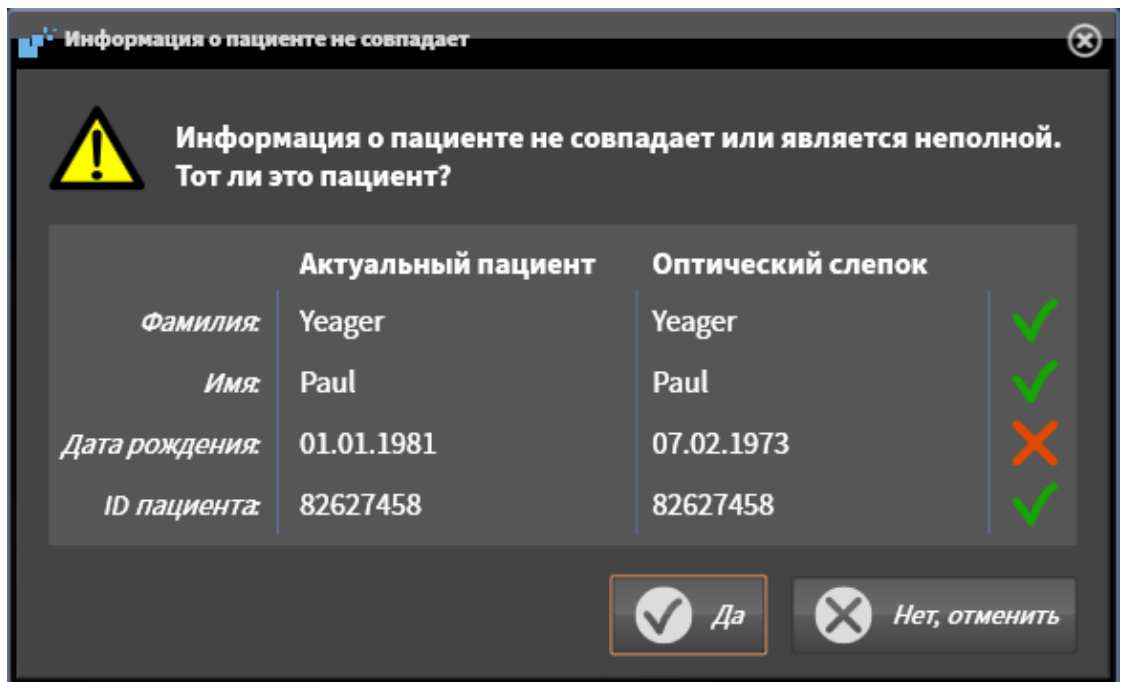 Информация о пациенте не совпадает
Информация о пациенте не совпадает или является неполной.
Тот ли это пациент?
Актуальный пациент Оптический слепок
Фамилия: Yeager Yeager
Имя: Paul Paul
Дата рождения: 01.01.1981 07.02.1973
ID пациента: 82627458 82627458
Да Нет, отменить